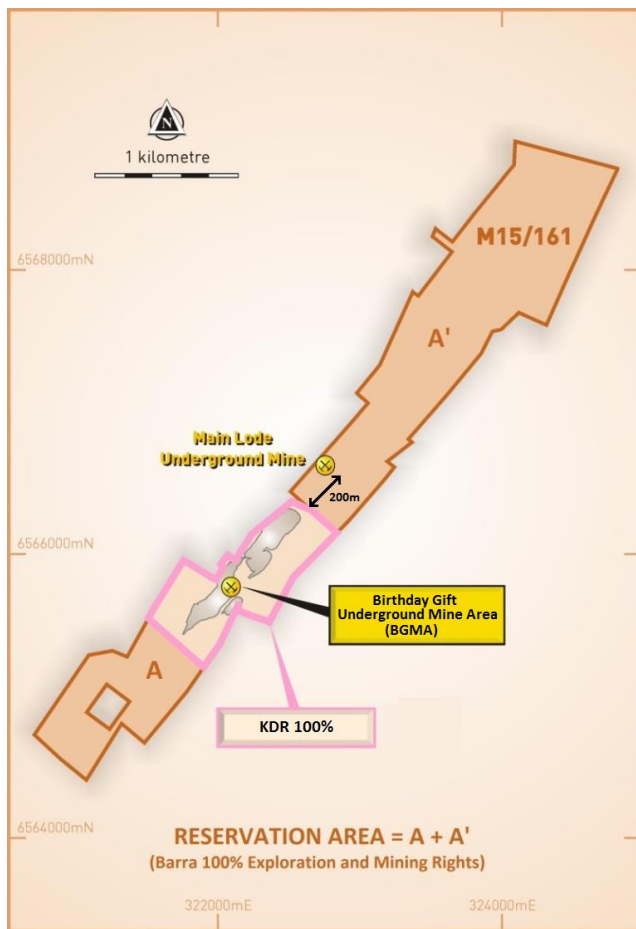 N
1 kilometre
M15/161
6568000mN
A'
Main Lode
Underground Mine
200m
6566000mN
Birthday Gift
Underground Mine Area
(BGMA)
A
KDR 100%
6564000mN
RESERVATION AREA = A + A'
(Barra 100% Exploration and Mining Rights)
322000mE
324000mE